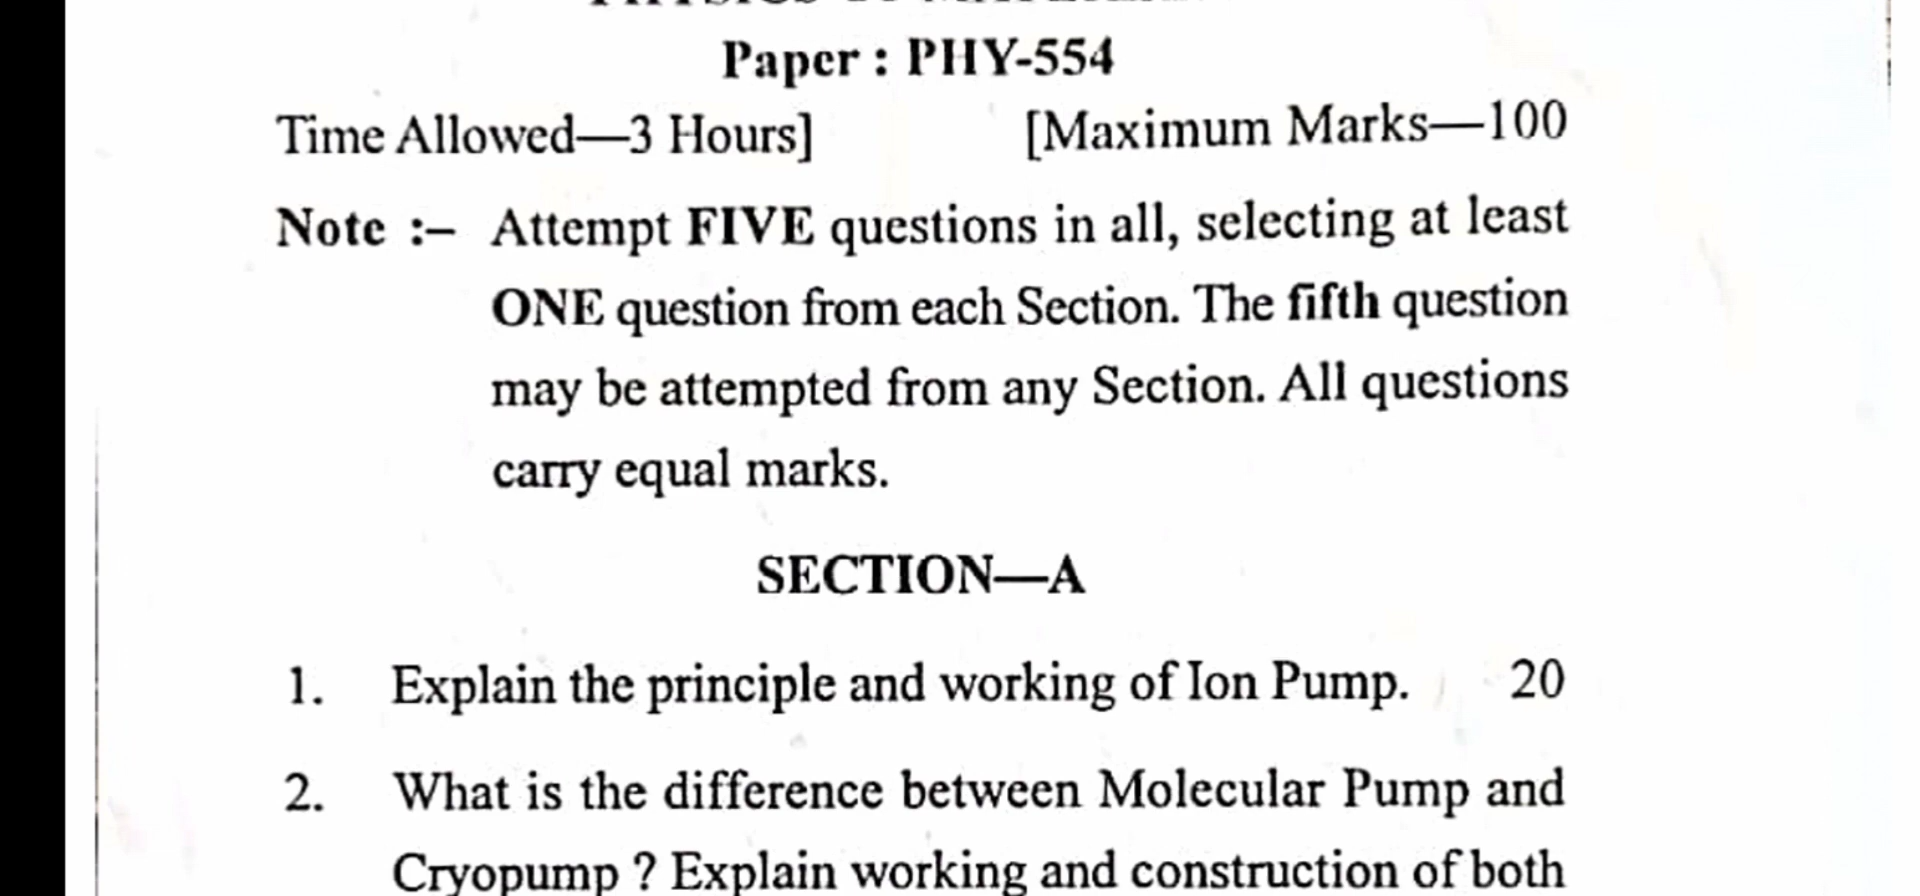 Paper : PHY-554
Time Allowed—3 Hours] [Maximum Marks—100
Note :– Attempt FIVE questions in all, selecting at least
ONE question from each Section. The fifth question
may be attempted from any Section. All questions
carry equal marks.
SECTION—A
1. Explain the principle and working of Ion Pump. 20
2. What is the difference between Molecular Pump and
Cryopump ? Explain working and construction of both